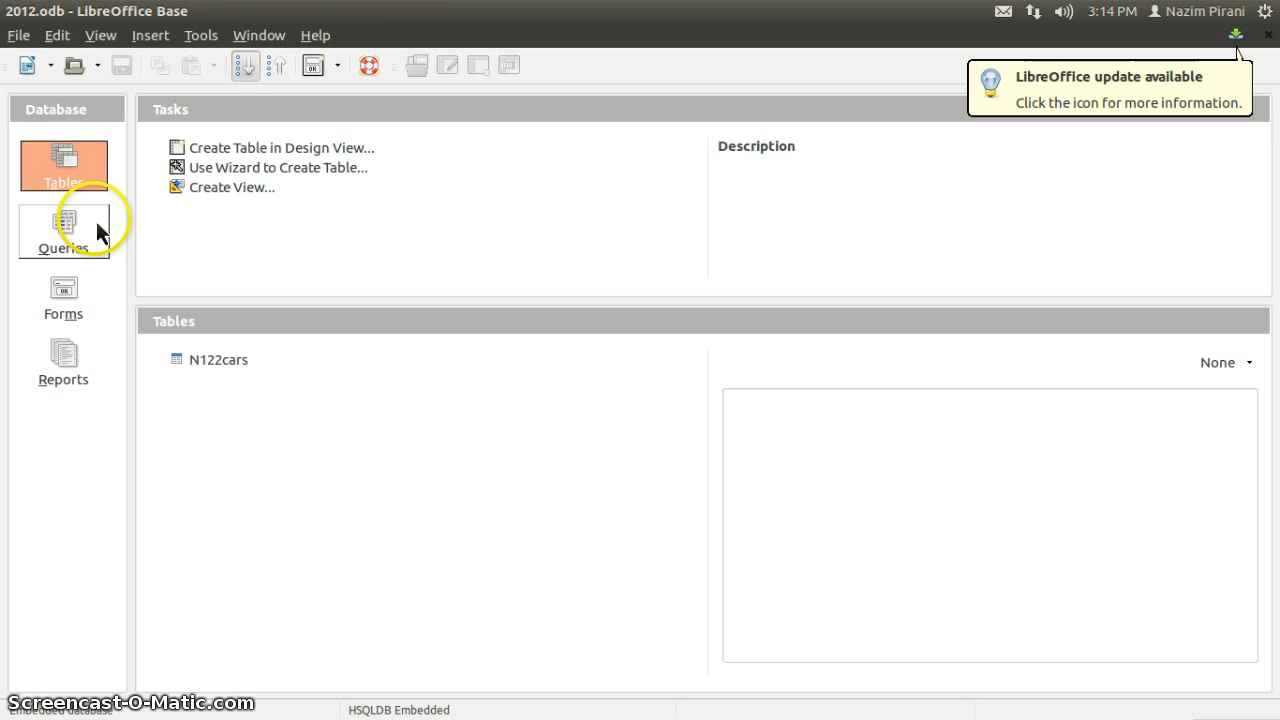 2012.odb - LibreOffice Base
3:14 PM Nazim Pirani
File Edit View Insert Tools Window Help
LibreOffice update available
Click the icon for more information.
Database
Tables
Queries
Forms
Reports
Tasks
Create Table in Design View...
Use Wizard to Create Table...
Create View...
Description
Tables
N122cars
None
Screencast-O-Matic.com
Embedded database
HSQLDB Embedded